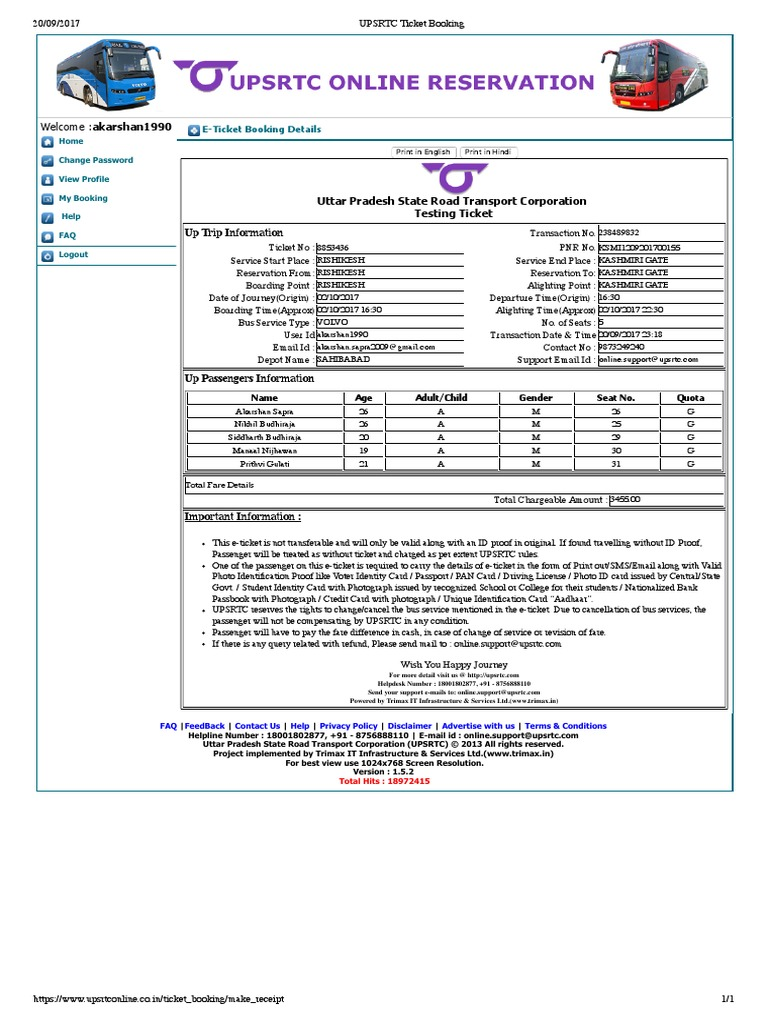 20/09/2017 UPSRTC Ticket Booking
UPSRTC ONLINE RESERVATION
Welcome :akarshan1990
Home
Change Password
View Profile
My Booking
Help
FAQ
Logout
E-Ticket Booking Details
Print in English Print in Hindi
Uttar Pradesh State Road Transport Corporation
Testing Ticket
Up Trip Information Transaction No. 238489832
Ticket No : 8853436 PNR No. KSMI1209201700155
Service Start Place : RISHIKESH Service End Place : KASHMIRI GATE
Reservation From : RISHIKESH Reservation To: KASHMIRI GATE
Boarding Point : RISHIKESH Alighting Point : KASHMIRI GATE
Date of Journey(Origin) : 02/10/2017 Departure Time(Origin) : 16:30
Boarding Time(Approx) 02/10/2017 16:30 Alighting Time(Approx) 02/10/2017 22:30
Bus Service Type : VOLVO No. of Seats : 5
User Id akarshan1990 Transaction Date & Time 20/09/2017 23:18
Email Id : akarshan.sapra2009@gmail.com Contact No : 9873249240
Depot Name : SAHIBABAD Support Email Id : online.support@upsrtc.com
Up Passengers Information
Name Age Adult/Child Gender Seat No. Quota
Akarshan Sapra 26 A M 26 G
Nikhil Budhiraja 26 A M 25 G
Siddharth Budhiraja 20 A M 29 G
Manaal Nijhawan 19 A M 30 G
Prithvi Gulati 21 A M 31 G
Total Fare Details
Total Chargeable Amount : 3455.00
Important Information :
• This e-ticket is not transferable and will only be valid along with an ID proof in original. If found travelling without ID Proof,
Passenger will be treated as without ticket and charged as per extent UPSRTC rules.
• One of the passenger on this e-ticket is required to carry the details of e-ticket in the form of Print out/SMS/Email along with Valid
Photo Identification Proof like Voter Identity Card / Passport / PAN Card / Driving License / Photo ID card issued by Central/State
Govt. / Student Identity Card with Photograph issued by recognized School or College for their students / Nationalized Bank
Passbook with Photograph / Credit Card with photograph / Unique Identification Card "Aadhaar".
• UPSRTC reserves the rights to change/cancel the bus service mentioned in the e-ticket. Due to cancellation of bus services, the
passenger will not be compensating by UPSRTC in any condition.
• Passenger will have to pay the fare difference in cash, in case of change of service or revision of fare.
• If there is any query related with refund, Please send mail to : online.support@upsrtc.com
Wish You Happy Journey
For more detail visit us @ http://upsrtc.com
Helpdesk Number : 18001802877, +91 - 8756888110
Send your support e-mails to: online.support@upsrtc.com
Powered by Trimax IT Infrastructure & Services Ltd.(www.trimax.in)
FAQ |FeedBack | Contact Us | Help | Privacy Policy | Disclaimer | Advertise with us | Terms & Conditions
Helpline Number : 18001802877, +91 - 8756888110 | E-mail id : online.support@upsrtc.com
Uttar Pradesh State Road Transport Corporation (UPSRTC) © 2013 All rights reserved.
Project implemented by Trimax IT Infrastructure & Services Ltd.(www.trimax.in)
For best view use 1024x768 Screen Resolution.
Version : 1.5.2
Total Hits : 18972415
https://www.upsrtconline.co.in/ticket_booking/make_receipt 1/1